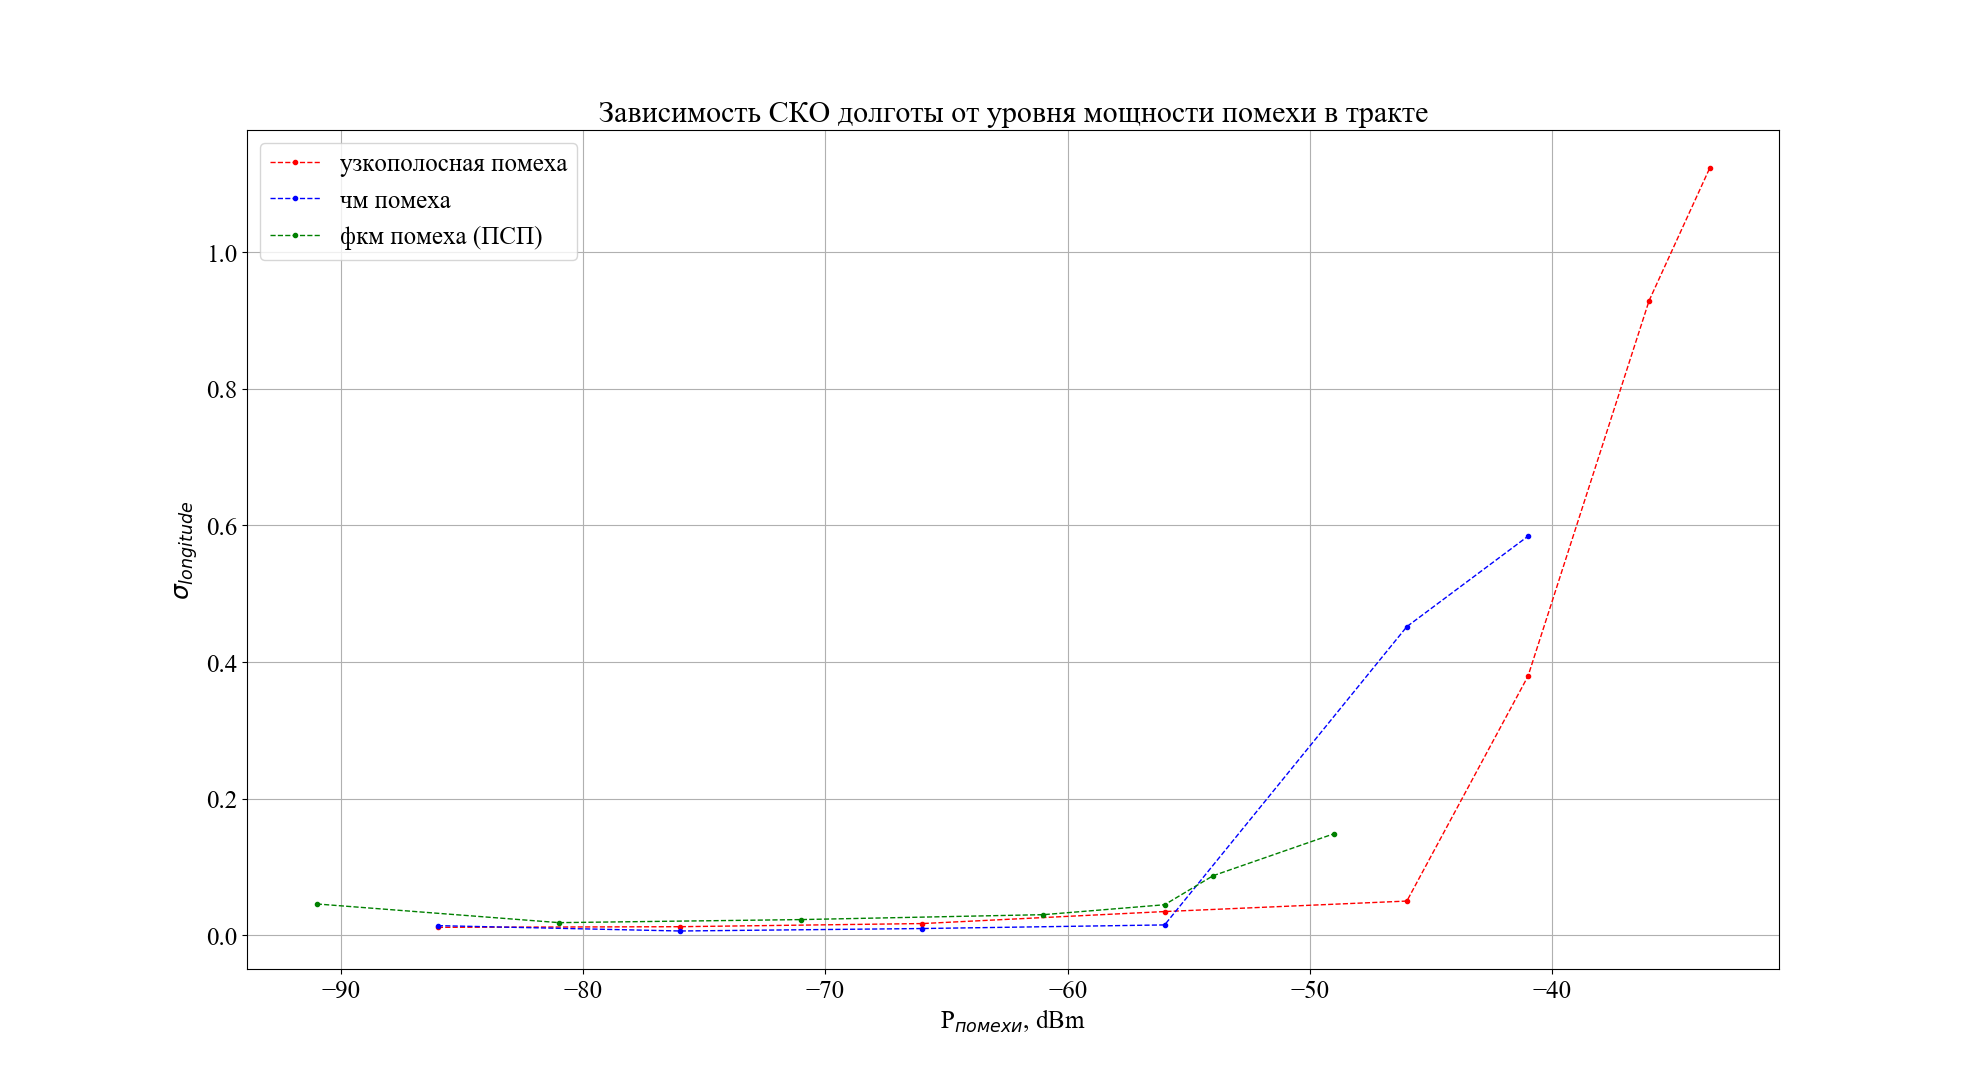 Зависимость СКО долготы от уровня мощности помехи в тракте
узкополосная помеха
чм помеха
фкм помеха (ПСП)
1.0
0.8
0.6
0.4
0.2
0.0
σlongitude
−90 −80 −70 −60 −50 −40
Pпомехи, dBm